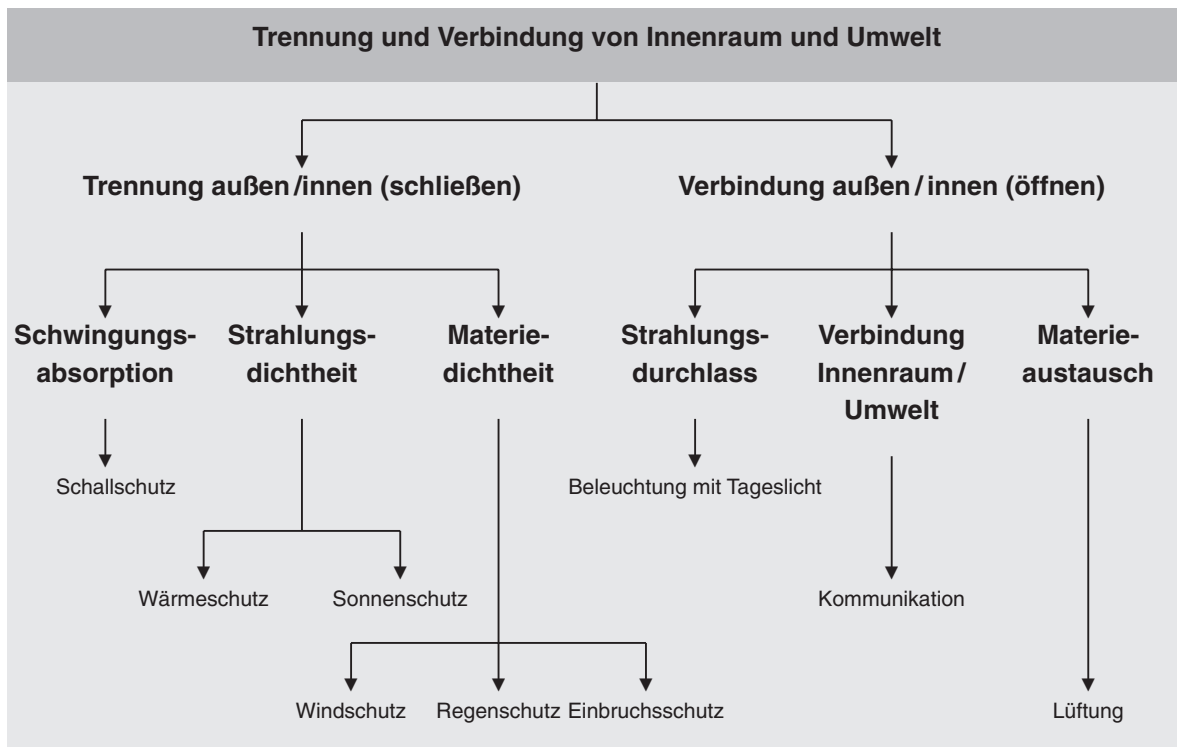 Trennung und Verbindung von Innenraum und Umwelt
Trennung außen/innen (schließen)
Verbindung außen/innen (öffnen)
Schwingungs-
absorption
Strahlungs-
dichtheit
Materie-
dichtheit
Strahlungs-
durchlass
Verbindung
Innenraum/
Umwelt
Materie-
austausch
Schallschutz
Beleuchtung mit Tageslicht
Wärmeschutz
Sonnenschutz
Kommunikation
Windschutz
Regenschutz
Einbruchsschutz
Lüftung